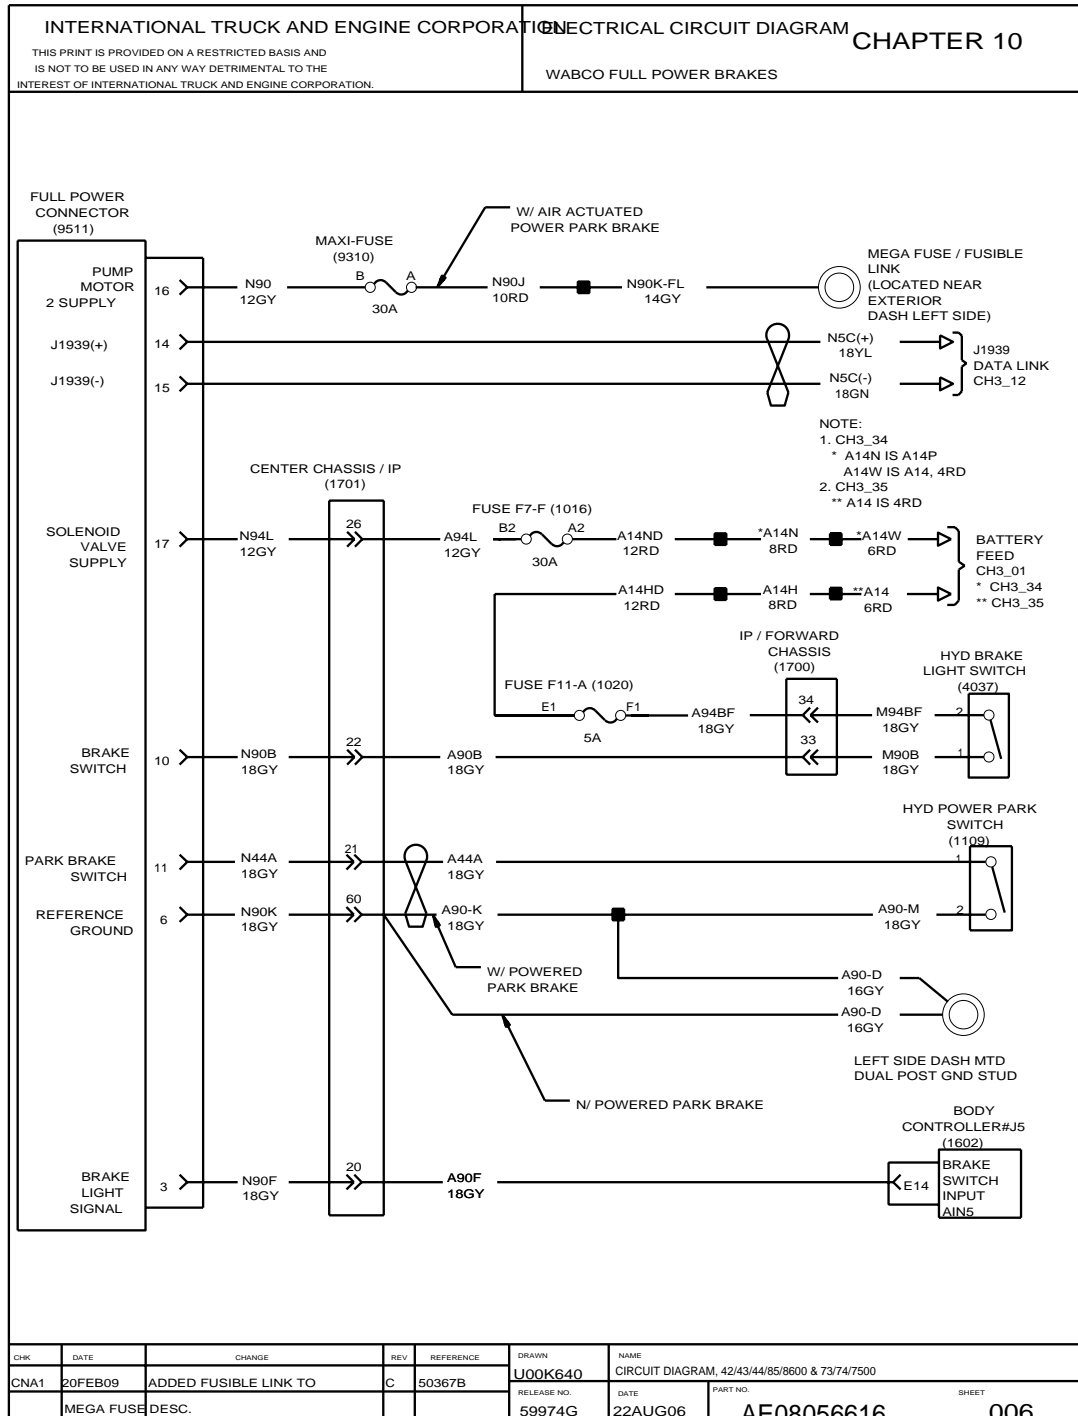 INTERNATIONAL TRUCK AND ENGINE CORPORATION
THIS PRINT IS PROVIDED ON A RESTRICTED BASIS AND
IS NOT TO BE USED IN ANY WAY DETRIMENTAL TO THE
INTEREST OF INTERNATIONAL TRUCK AND ENGINE CORPORATION.
ELECTRICAL CIRCUIT DIAGRAM
CHAPTER 10
WABCO FULL POWER BRAKES
FULL POWER
CONNECTOR
(9511)
PUMP
MOTOR
2 SUPPLY
16
N90
12GY
MAXI-FUSE
(9310)
B
A
30A
W/ AIR ACTUATED
POWER PARK BRAKE
N90J
10RD
N90K-FL
14GY
MEGA FUSE / FUSIBLE
LINK
(LOCATED NEAR
EXTERIOR
DASH LEFT SIDE)
J1939(+)
14
N5C(+)
18YL
J1939(-)
15
N5C(-)
18GN
J1939
DATA LINK
CH3_12
NOTE:
1. CH3_34
* A14N IS A14P
A14W IS A14, 4RD
2. CH3_35
** A14 IS 4RD
CENTER CHASSIS / IP
(1701)
SOLENOID
VALVE
SUPPLY
17
N94L
12GY
26
A94L
12GY
FUSE F7-F (1016)
B2
A2
30A
A14ND
12RD
*A14N
8RD
*A14W
6RD
A14HD
12RD
A14H
8RD
**A14
6RD
BATTERY
FEED
CH3_01
* CH3_34
** CH3_35
IP / FORWARD
CHASSIS
(1700)
HYD BRAKE
LIGHT SWITCH
(4037)
FUSE F11-A (1020)
E1
F1
5A
A94BF
18GY
34
M94BF
18GY
2
BRAKE
SWITCH
10
N90B
18GY
22
A90B
18GY
33
M90B
18GY
1
HYD POWER PARK
SWITCH
(1109)
PARK BRAKE
SWITCH
11
N44A
18GY
21
A44A
18GY
1
REFERENCE
GROUND
6
N90K
18GY
60
A90-K
18GY
A90-M
18GY
2
W/ POWERED
PARK BRAKE
A90-D
16GY
A90-D
16GY
LEFT SIDE DASH MTD
DUAL POST GND STUD
N/ POWERED PARK BRAKE
BODY
CONTROLLER#J5
(1602)
BRAKE
LIGHT
SIGNAL
3
N90F
18GY
20
A90F
18GY
E14
BRAKE
SWITCH
INPUT
AIN5
CHK DATE CHANGE REV REFERENCE
CNA1 20FEB09 ADDED FUSIBLE LINK TO C 50367B
MEGA FUSE DESC.
DRAWN
U00K640
NAME
CIRCUIT DIAGRAM, 42/43/44/85/8600 & 73/74/7500
RELEASE NO.
59974G
DATE
22AUG06
PART NO.
AE08056616
SHEET
006